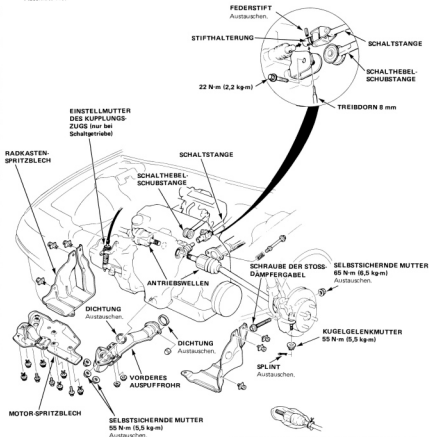 FEDERSTIFT
Austauschen.
STIFTHALTERUNG
SCHALTSTANGE
SCHALTHEBEL-
SCHUBSTANGE
22 N·m (2,2 kg-m)
TREIBDORN 8 mm
EINSTELLMUTTER
DES KUPPLUNGS-
ZUGS (nur bei
Schaltgetriebe)
RADKASTEN-
SPRITZBLECH
SCHALTSTANGE
SCHALTHEBEL-
SCHUBSTANGE
ANTRIEBSWELLEN
SCHRAUBE DER STOSS-
DÄMPFERGABEL
SELBSTSICHERNDE MUTTER
65 N·m (6,5 kg-m)
Austauschen.
DICHTUNG
Austauschen.
DICHTUNG
Austauschen.
KUGELGELENKMUTTER
55 N·m (5,5 kg-m)
VORDERES
AUSPUFFROHR
SPLINT
Austauschen.
MOTOR-SPRITZBLECH
SELBSTSICHERNDE MUTTER
55 N·m (5,5 kg-m)
Austauschen.